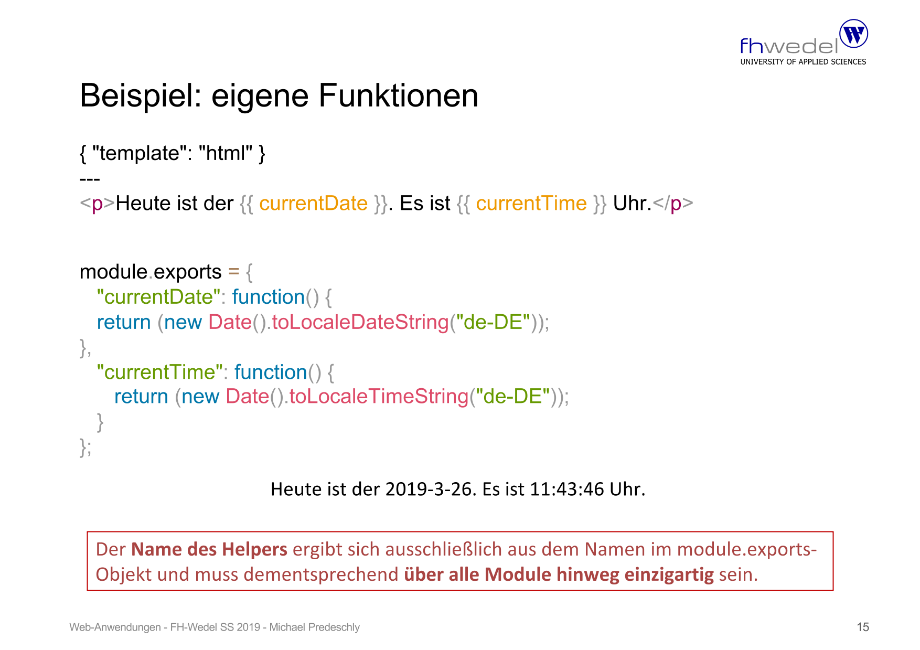 fhwedel W
UNIVERSITY OF APPLIED SCIENCES
Beispiel: eigene Funktionen
{ "template": "html" }
---
<p>Heute ist der {{ currentDate }}. Es ist {{ currentTime }} Uhr.</p>
module.exports = {
"currentDate": function() {
return (new Date().toLocaleDateString("de-DE"));
},
"currentTime": function() {
return (new Date().toLocaleTimeString("de-DE"));
}
};
Heute ist der 2019-3-26. Es ist 11:43:46 Uhr.
Der Name des Helpers ergibt sich ausschließlich aus dem Namen im module.exports-
Objekt und muss dementsprechend über alle Module hinweg einzigartig sein.
Web-Anwendungen - FH-Wedel SS 2019 - Michael Predeschly 15